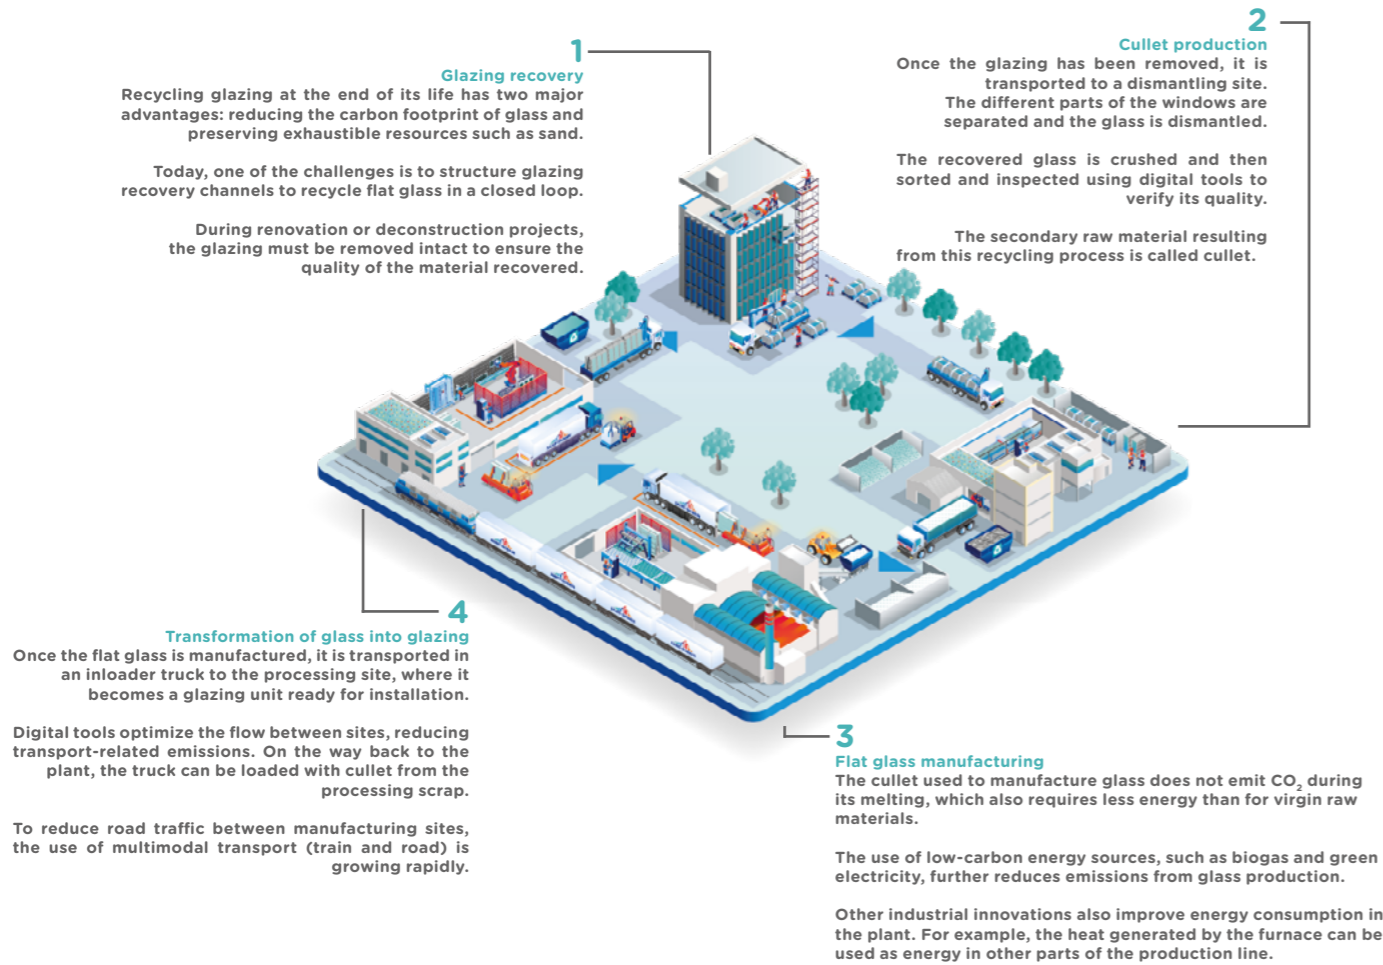 1
Glazing recovery
Recycling glazing at the end of its life has two major
advantages: reducing the carbon footprint of glass and
preserving exhaustible resources such as sand.
Today, one of the challenges is to structure glazing
recovery channels to recycle flat glass in a closed loop.
During renovation or deconstruction projects,
the glazing must be removed intact to ensure the
quality of the material recovered.
2
Cullet production
Once the glazing has been removed, it is
transported to a dismantling site.
The different parts of the windows are
separated and the glass is dismantled.
The recovered glass is crushed and then
sorted and inspected using digital tools to
verify its quality.
The secondary raw material resulting
from this recycling process is called cullet.
3
Flat glass manufacturing
The cullet used to manufacture glass does not emit CO₂ during
its melting, which also requires less energy than for virgin raw
materials.
The use of low-carbon energy sources, such as biogas and green
electricity, further reduces emissions from glass production.
Other industrial innovations also improve energy consumption in
the plant. For example, the heat generated by the furnace can be
used as energy in other parts of the production line.
4
Transformation of glass into glazing
Once the flat glass is manufactured, it is transported in
an inloader truck to the processing site, where it
becomes a glazing unit ready for installation.
Digital tools optimize the flow between sites, reducing
transport-related emissions. On the way back to the
plant, the truck can be loaded with cullet from the
processing scrap.
To reduce road traffic between manufacturing sites,
the use of multimodal transport (train and road) is
growing rapidly.